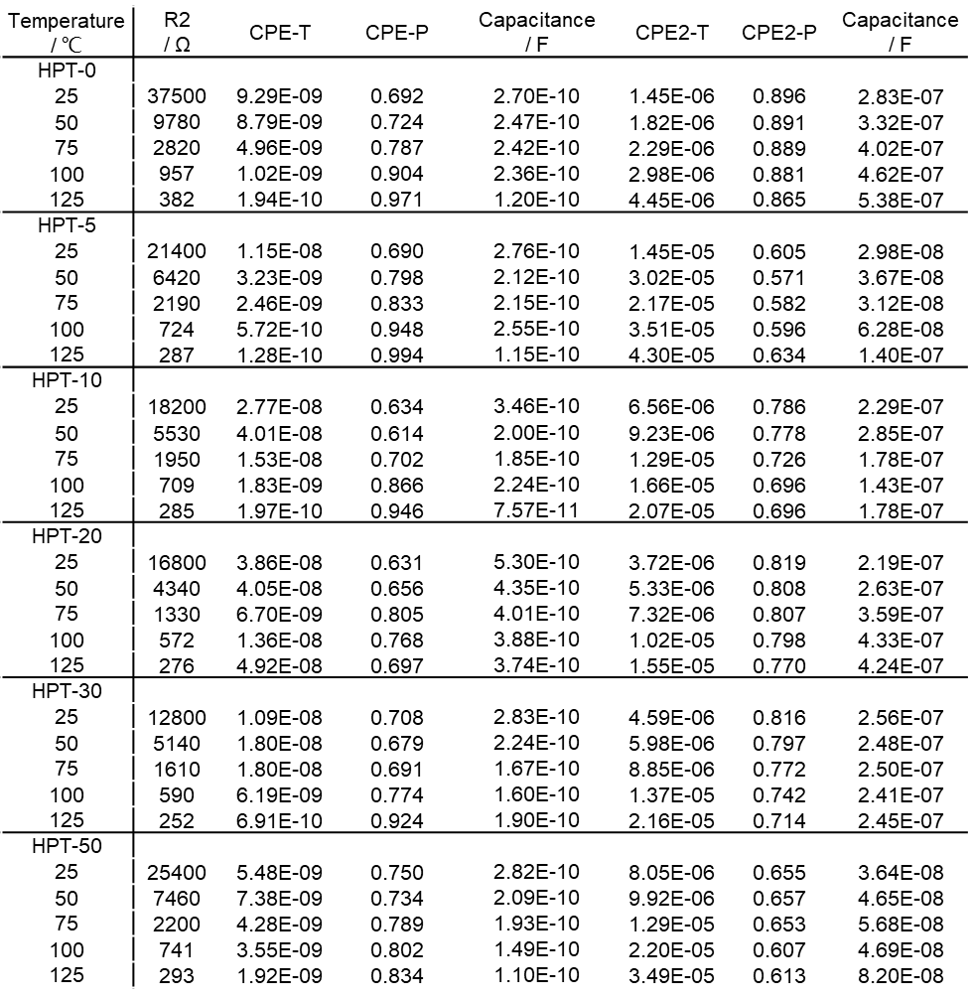 Temperature / ℃ R2 / Ω CPE-T CPE-P Capacitance / F CPE2-T CPE2-P Capacitance / F
HPT-0
25 37500 9.29E-09 0.692 2.70E-10 1.45E-06 0.896 2.83E-07
50 9780 8.79E-09 0.724 2.47E-10 1.82E-06 0.891 3.32E-07
75 2820 4.96E-09 0.787 2.42E-10 2.29E-06 0.889 4.02E-07
100 957 1.02E-09 0.904 2.36E-10 2.98E-06 0.881 4.62E-07
125 382 1.94E-10 0.971 1.20E-10 4.45E-06 0.865 5.38E-07
HPT-5
25 21400 1.15E-08 0.690 2.76E-10 1.45E-05 0.605 2.98E-08
50 6420 3.23E-09 0.798 2.12E-10 3.02E-05 0.571 3.67E-08
75 2190 2.46E-09 0.833 2.15E-10 2.17E-05 0.582 3.12E-08
100 724 5.72E-10 0.948 2.55E-10 3.51E-05 0.596 6.28E-08
125 287 1.28E-10 0.994 1.15E-10 4.30E-05 0.634 1.40E-07
HPT-10
25 18200 2.77E-08 0.634 3.46E-10 6.56E-06 0.786 2.29E-07
50 5530 4.01E-08 0.614 2.00E-10 9.23E-06 0.778 2.85E-07
75 1950 1.53E-08 0.702 1.85E-10 1.29E-05 0.726 1.78E-07
100 709 1.83E-09 0.866 2.24E-10 1.66E-05 0.696 1.43E-07
125 285 1.97E-10 0.946 7.57E-11 2.07E-05 0.696 1.78E-07
HPT-20
25 16800 3.86E-08 0.631 5.30E-10 3.72E-06 0.819 2.19E-07
50 4340 4.05E-08 0.656 4.35E-10 5.33E-06 0.808 2.63E-07
75 1330 6.70E-09 0.805 4.01E-10 7.32E-06 0.807 3.59E-07
100 572 1.36E-08 0.768 3.88E-10 1.02E-05 0.798 4.33E-07
125 276 4.92E-08 0.697 3.74E-10 1.55E-05 0.770 4.24E-07
HPT-30
25 12800 1.09E-08 0.708 2.83E-10 4.59E-06 0.816 2.56E-07
50 5140 1.80E-08 0.679 2.24E-10 5.98E-06 0.797 2.48E-07
75 1610 1.80E-08 0.691 1.67E-10 8.85E-06 0.772 2.50E-07
100 590 6.19E-09 0.774 1.60E-10 1.37E-05 0.742 2.41E-07
125 252 6.91E-10 0.924 1.90E-10 2.16E-05 0.714 2.45E-07
HPT-50
25 25400 5.48E-09 0.750 2.82E-10 8.05E-06 0.655 3.64E-08
50 7460 7.38E-09 0.734 2.09E-10 9.92E-06 0.657 4.65E-08
75 2200 4.28E-09 0.789 1.93E-10 1.29E-05 0.653 5.68E-08
100 741 3.55E-09 0.802 1.49E-10 2.20E-05 0.607 4.69E-08
125 293 1.92E-09 0.834 1.10E-10 3.49E-05 0.613 8.20E-08